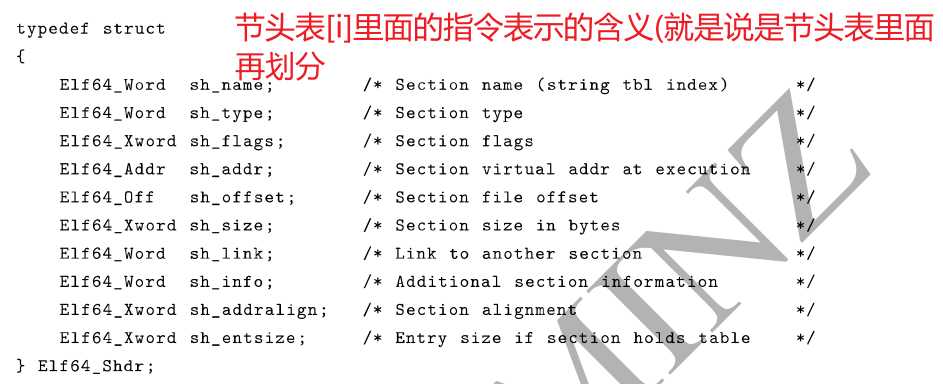 typedef struct
节头表[i]里面的指令表示的含义(就是说是节头表里面
再划分
{
Elf64_Word sh_name; /* Section name (string tbl index) */
Elf64_Word sh_type; /* Section type */
Elf64_Xword sh_flags; /* Section flags */
Elf64_Addr sh_addr; /* Section virtual addr at execution */
Elf64_Off sh_offset; /* Section file offset */
Elf64_Xword sh_size; /* Section size in bytes */
Elf64_Word sh_link; /* Link to another section */
Elf64_Word sh_info; /* Additional section information */
Elf64_Xword sh_addralign; /* Section alignment */
Elf64_Xword sh_entsize; /* Entry size if section holds table */
} Elf64_Shdr;
MINZ